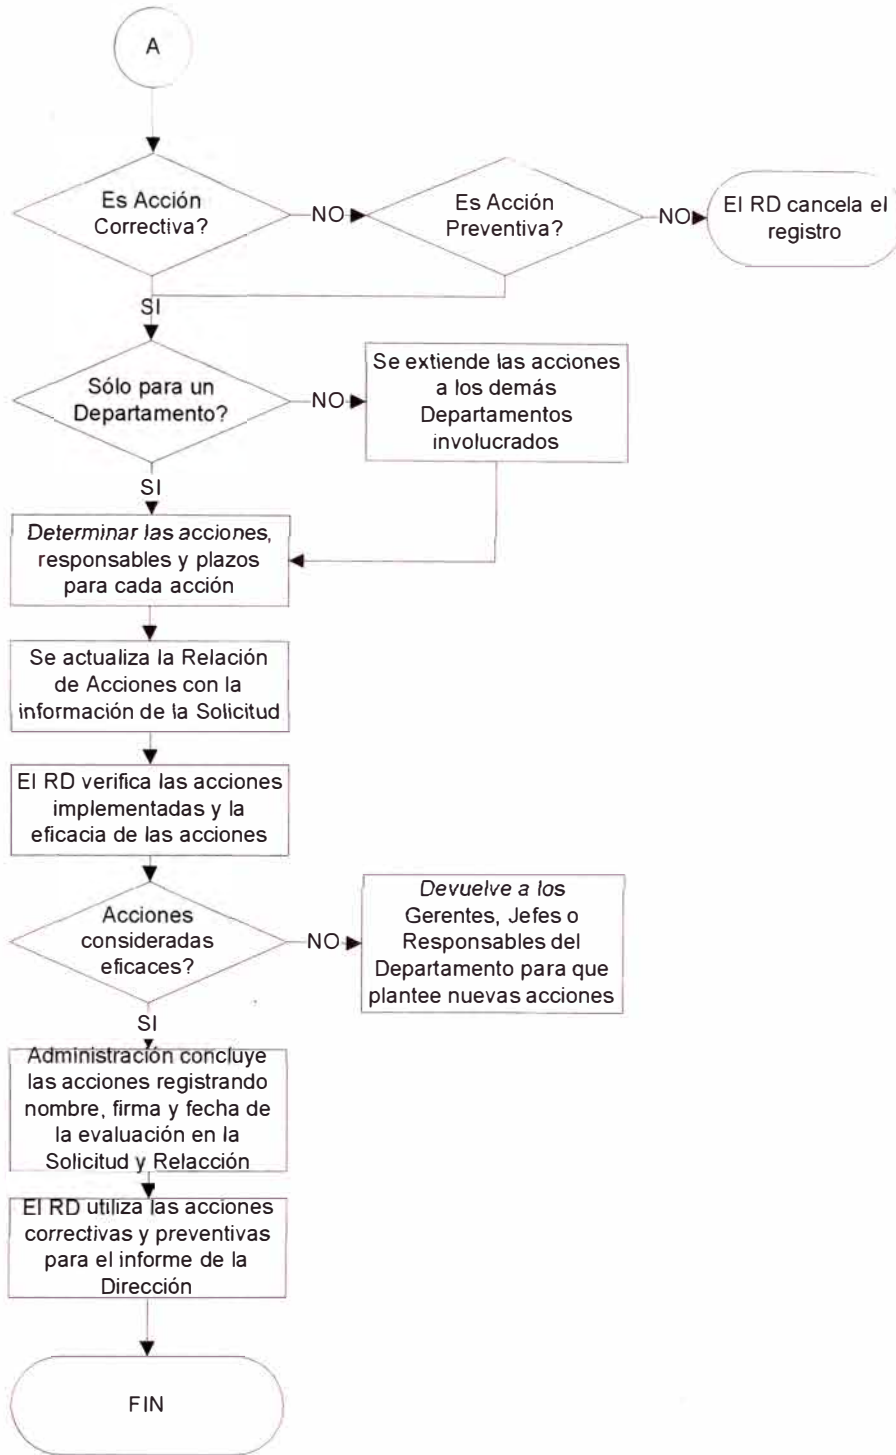 A
Es Acción
Correctiva?
NO
Es Acción
Preventiva?
NO
El RD cancela el
registro
SI
Sólo para un
Departamento?
NO
Se extiende las acciones
a los demás
Departamentos
involucrados
SI
Determinar las acciones,
responsables y plazos
para cada acción
Se actualiza la Relación
de Acciones con la
información de la Solicitud
El RD verifica las acciones
implementadas y la
eficacia de las acciones
Acciones
consideradas
eficaces?
NO
Devuelve a los
Gerentes, Jefes o
Responsables del
Departamento para que
plantee nuevas acciones
SI
Administración concluye
las acciones registrando
nombre, firma y fecha de
la evaluación en la
Solicitud y Relacción
El RD utiliza las acciones
correctivas y preventivas
para el informe de la
Dirección
FIN